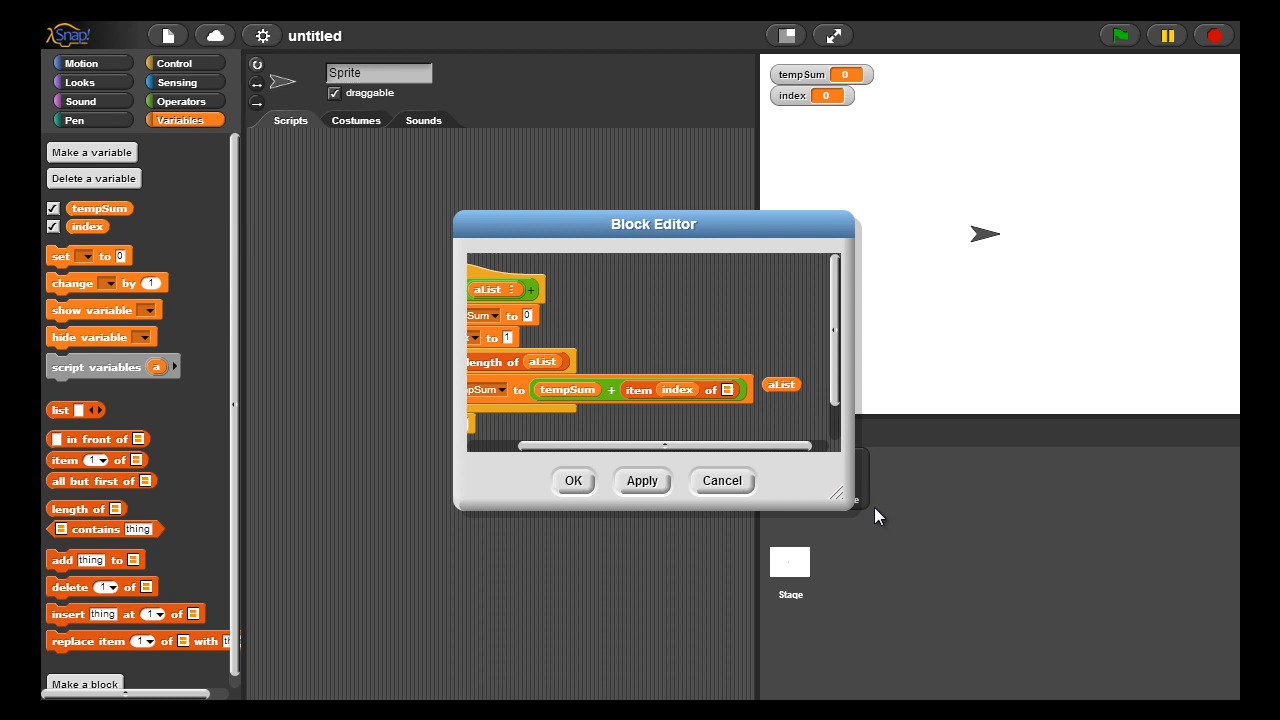 λSnap!
untitled
Motion Control
Looks Sensing
Sound Operators
Pen Variables
Make a variable
Delete a variable
tempSum
index
set to 0
change by 1
show variable
hide variable
script variables a
list
in front of
item 1 of
all but first of
length of
contains thing
add thing to
delete 1 of
insert thing at 1 of
replace item 1 of with
Make a block
Sprite
draggable
Scripts Costumes Sounds
Block Editor
aList ⋮ +
Sum to 0
to 1
length of aList
pSum to tempSum + item index of
aList
OK Apply Cancel
tempSum 0
index 0
Stage